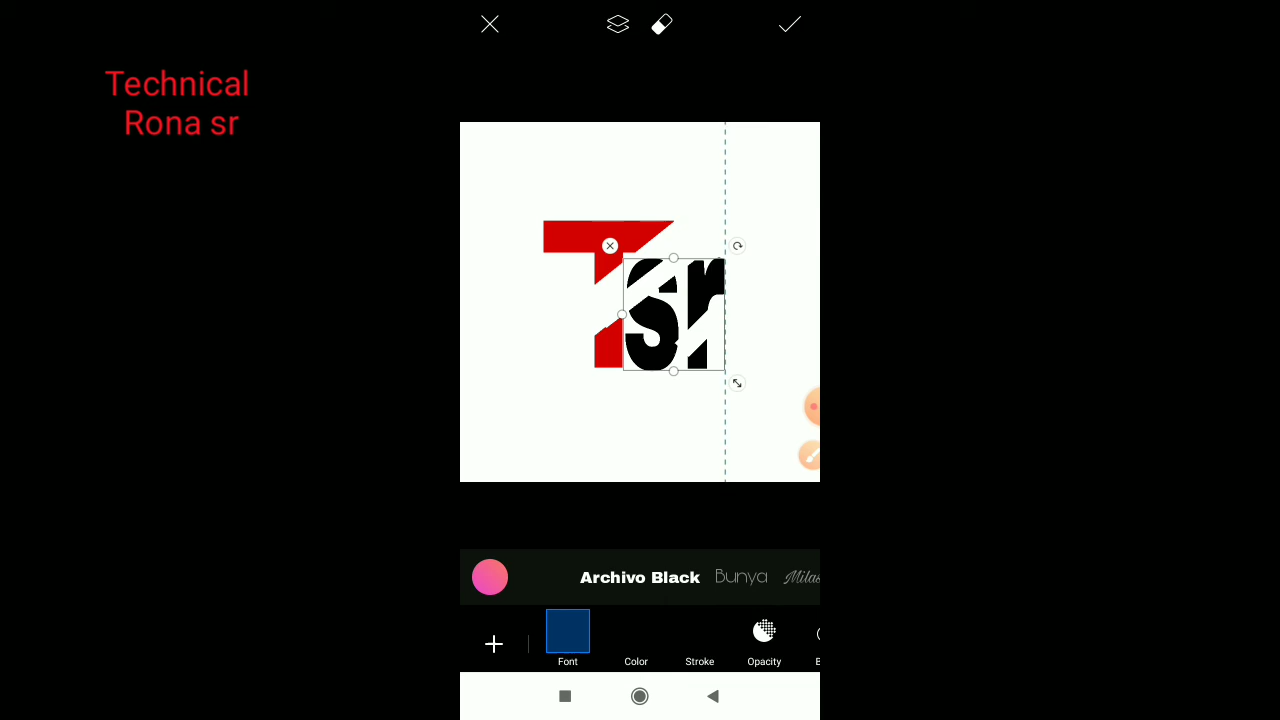 Technical
Rona sr
T
sr
Archivo Black Bunya
Font Color Stroke Opacity